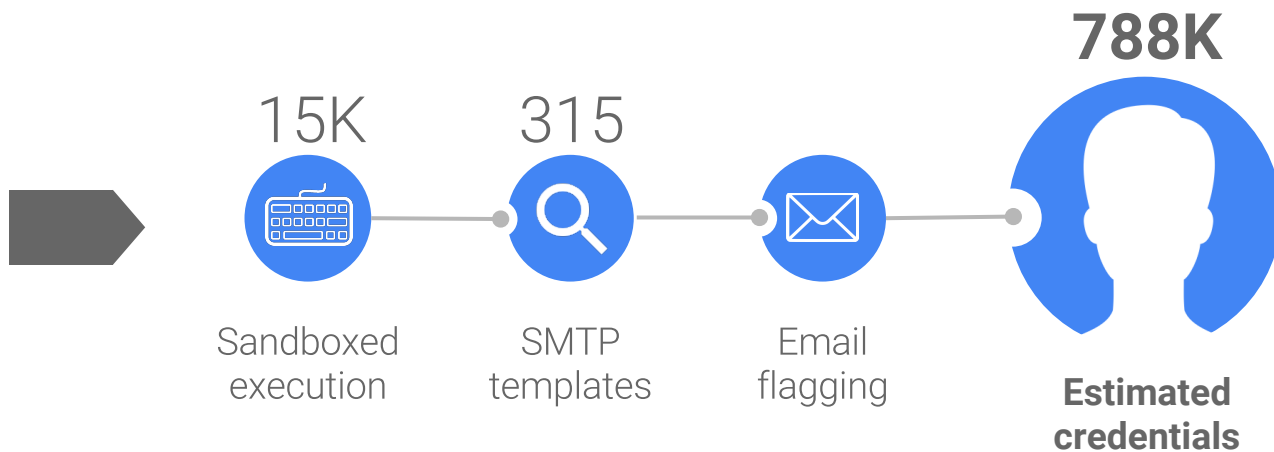 788K
15K
315
Sandboxed
execution
SMTP
templates
Email
flagging
Estimated
credentials